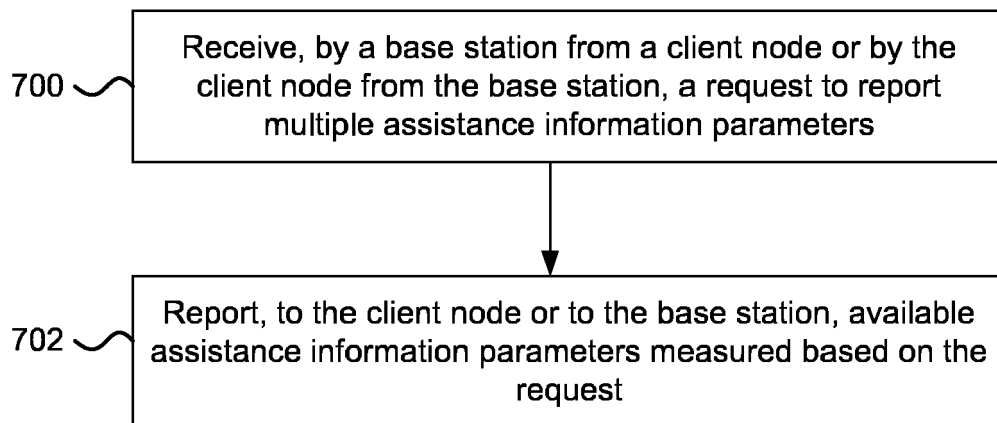 700
Receive, by a base station from a client node or by the
client node from the base station, a request to report
multiple assistance information parameters
702
Report, to the client node or to the base station, available
assistance information parameters measured based on the
request